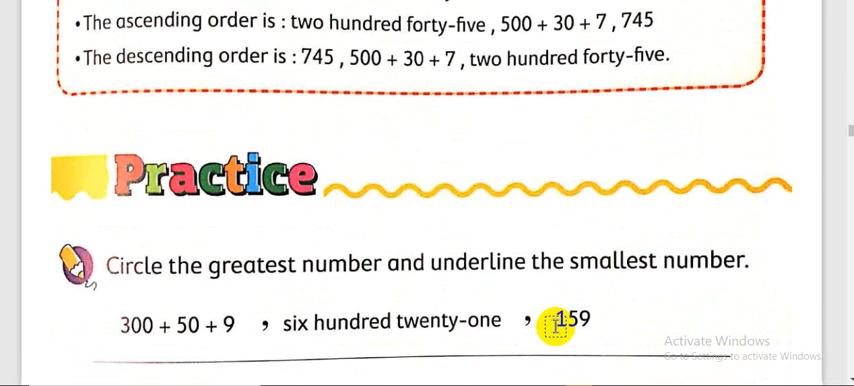 •The ascending order is : two hundred forty-five , 500 + 30 + 7 , 745
•The descending order is : 745 , 500 + 30 + 7 , two hundred forty-five.
Practice
Circle the greatest number and underline the smallest number.
300 + 50 + 9 , six hundred twenty-one , 159
Activate Windows
Go to Settings to activate Windows.